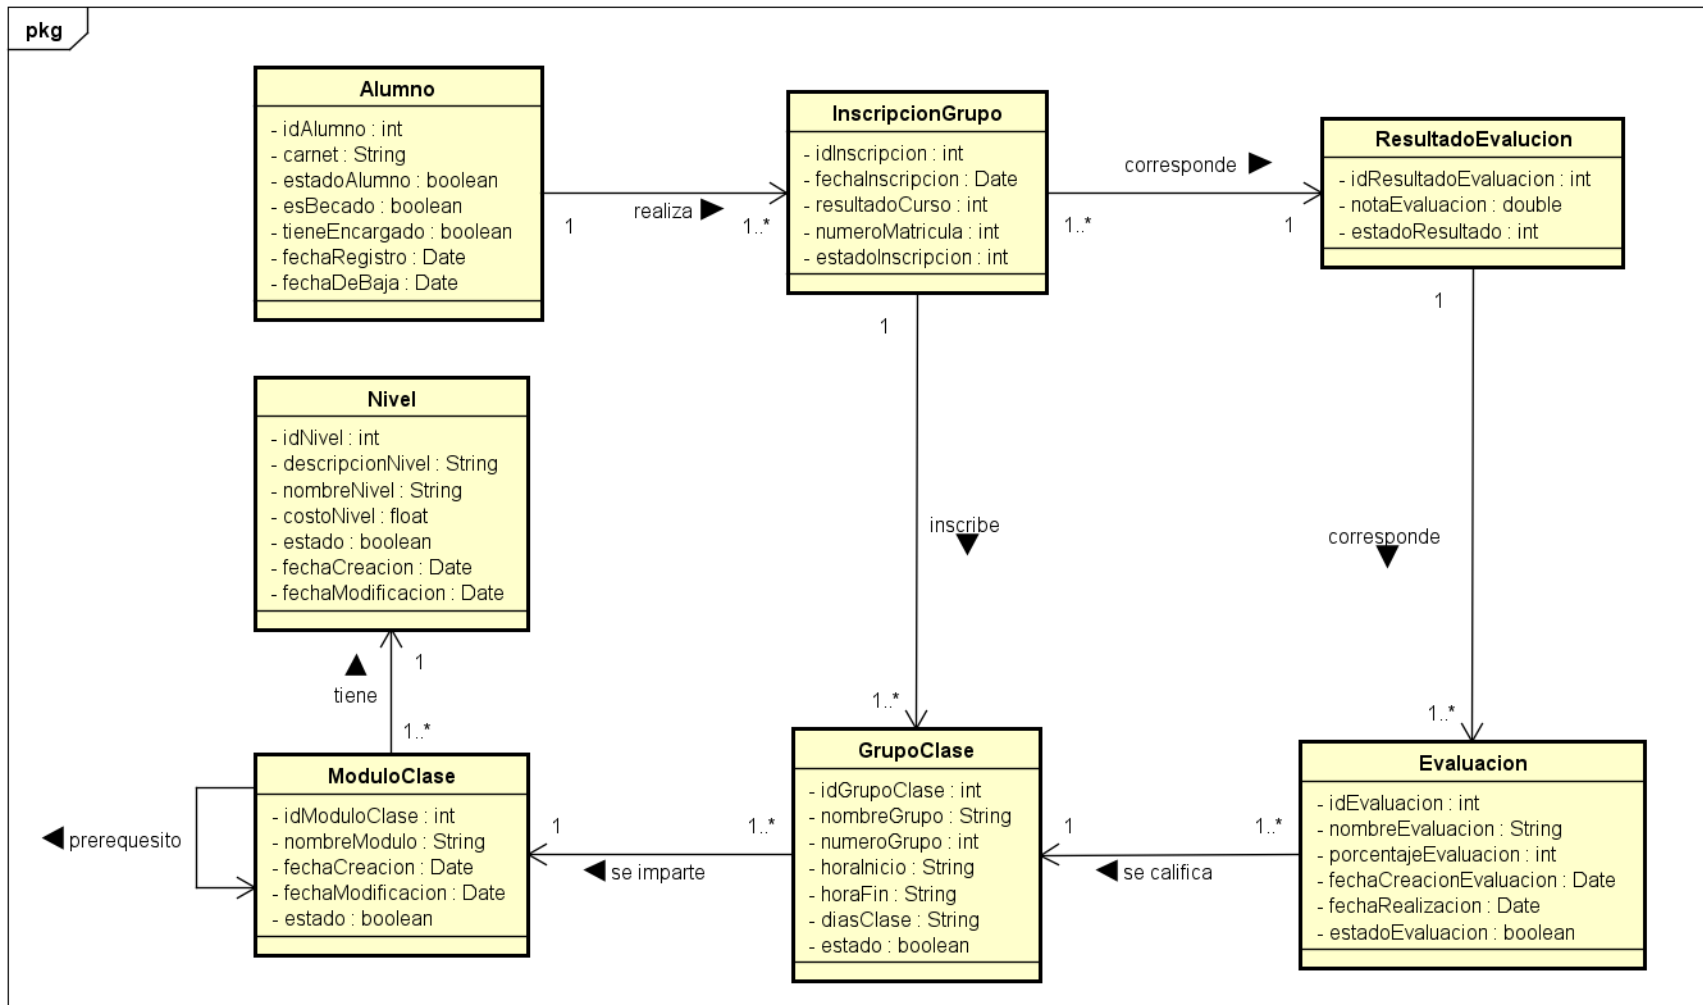 pkg
Alumno
- idAlumno : int
- carnet : String
- estadoAlumno : boolean
- esBecado : boolean
- tieneEncargado : boolean
- fechaRegistro : Date
- fechaDeBaja : Date
1
realiza
1..*
InscripcionGrupo
- idInscripcion : int
- fechaInscripcion : Date
- resultadoCurso : int
- numeroMatricula : int
- estadoInscripcion : int
corresponde
1..*
1
ResultadoEvalucion
- idResultadoEvaluacion : int
- notaEvaluacion : double
- estadoResultado : int
1
inscribe
1..*
1
corresponde
1..*
Nivel
- idNivel : int
- descripcionNivel : String
- nombreNivel : String
- costoNivel : float
- estado : boolean
- fechaCreacion : Date
- fechaModificacion : Date
1
tiene
1..*
prerequesito
ModuloClase
- idModuloClase : int
- nombreModulo : String
- fechaCreacion : Date
- fechaModificacion : Date
- estado : boolean
1
se imparte
1..*
GrupoClase
- idGrupoClase : int
- nombreGrupo : String
- numeroGrupo : int
- horaInicio : String
- horaFin : String
- diasClase : String
- estado : boolean
1
se califica
1..*
Evaluacion
- idEvaluacion : int
- nombreEvaluacion : String
- porcentajeEvaluacion : int
- fechaCreacionEvaluacion : Date
- fechaRealizacion : Date
- estadoEvaluacion : boolean